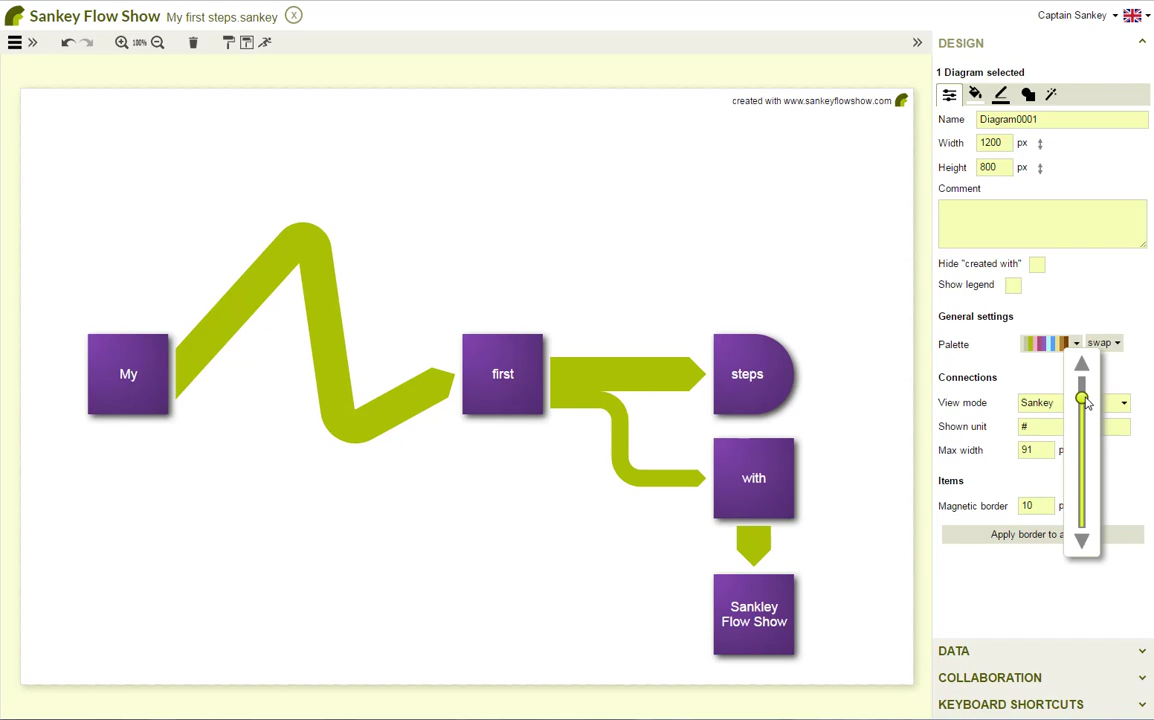 Sankey Flow Show My first steps.sankey x
Captain Sankey
100%
DESIGN
1 Diagram selected
created with www.sankeyflowshow.com
Name Diagram0001
Width 1200 px
Height 800 px
Comment
Hide "created with"
Show legend
General settings
Palette swap
Connections
View mode Sankey
Shown unit #
Max width 91
Items
Magnetic border 10
Apply border to a
My
first
steps
with
Sankley
Flow Show
DATA
COLLABORATION
KEYBOARD SHORTCUTS